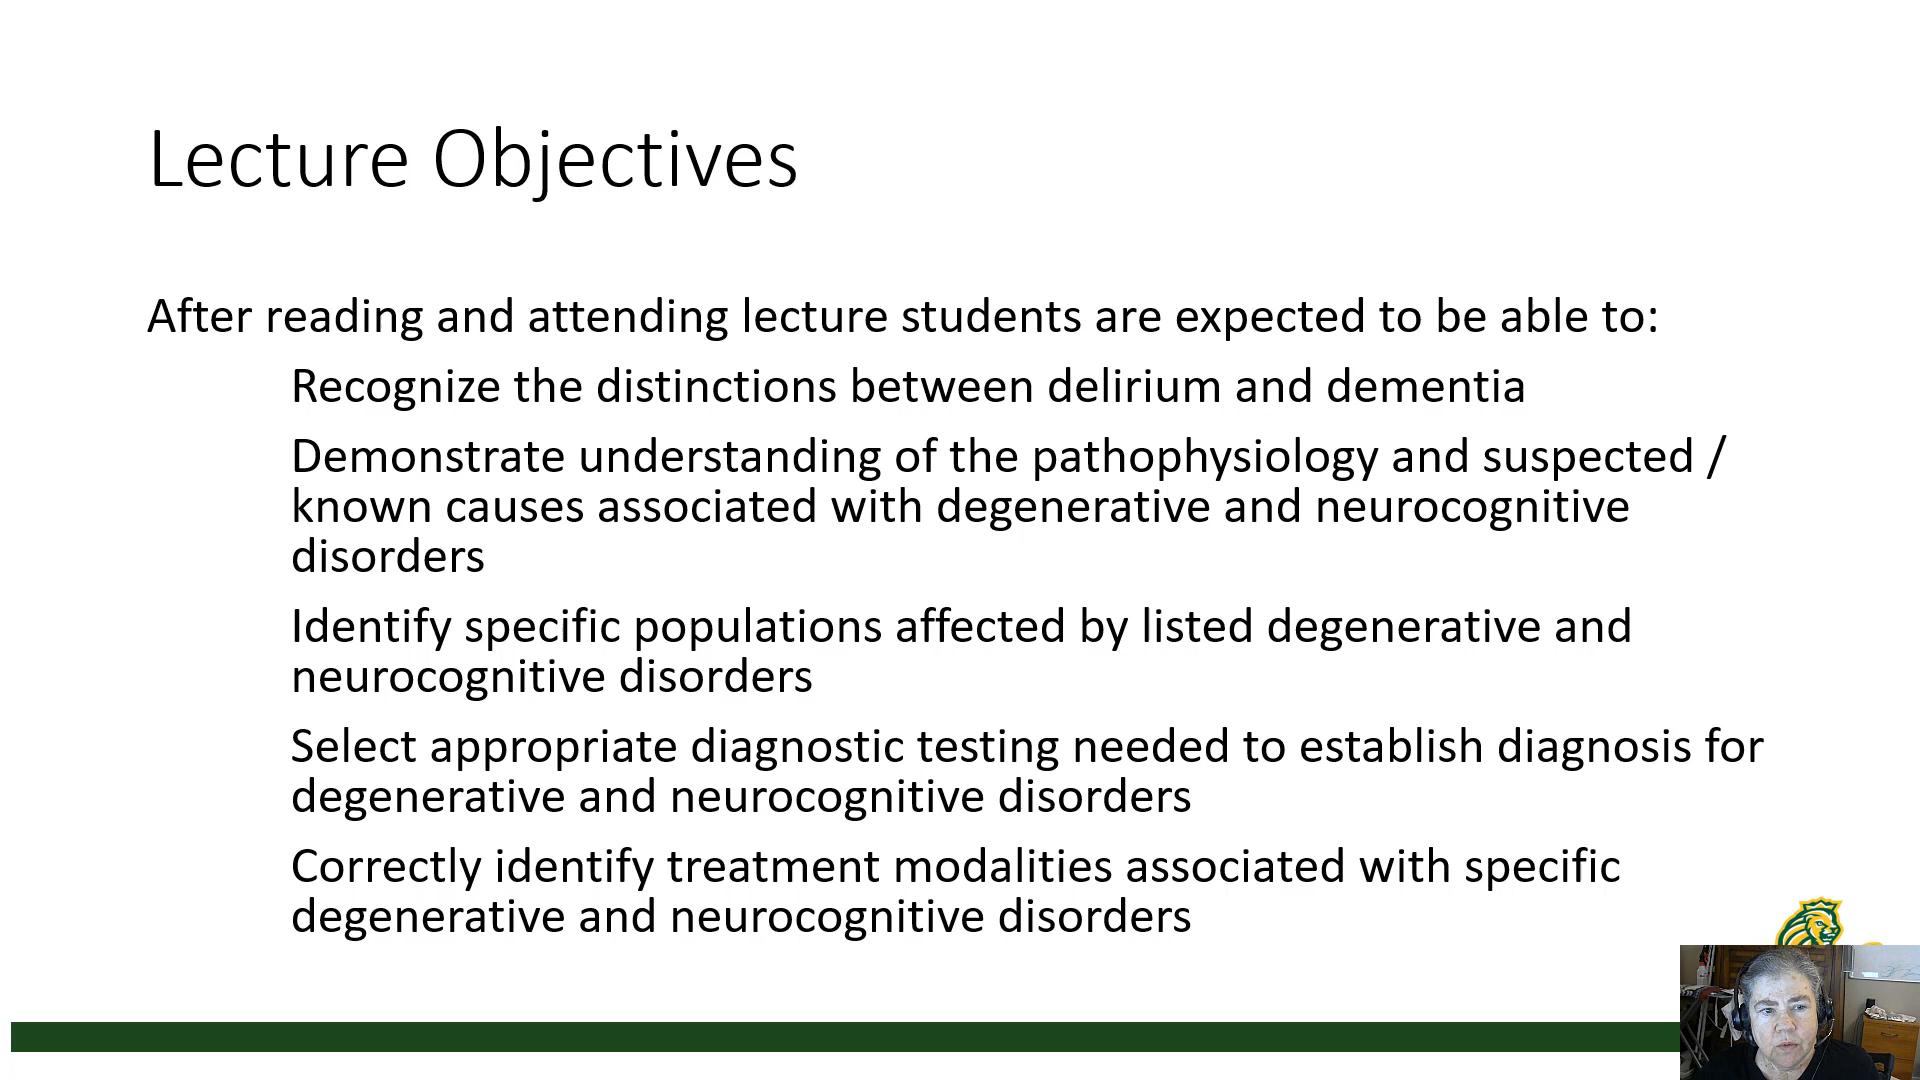 Lecture Objectives
After reading and attending lecture students are expected to be able to:
Recognize the distinctions between delirium and dementia
Demonstrate understanding of the pathophysiology and suspected /
known causes associated with degenerative and neurocognitive
disorders
Identify specific populations affected by listed degenerative and
neurocognitive disorders
Select appropriate diagnostic testing needed to establish diagnosis for
degenerative and neurocognitive disorders
Correctly identify treatment modalities associated with specific
degenerative and neurocognitive disorders